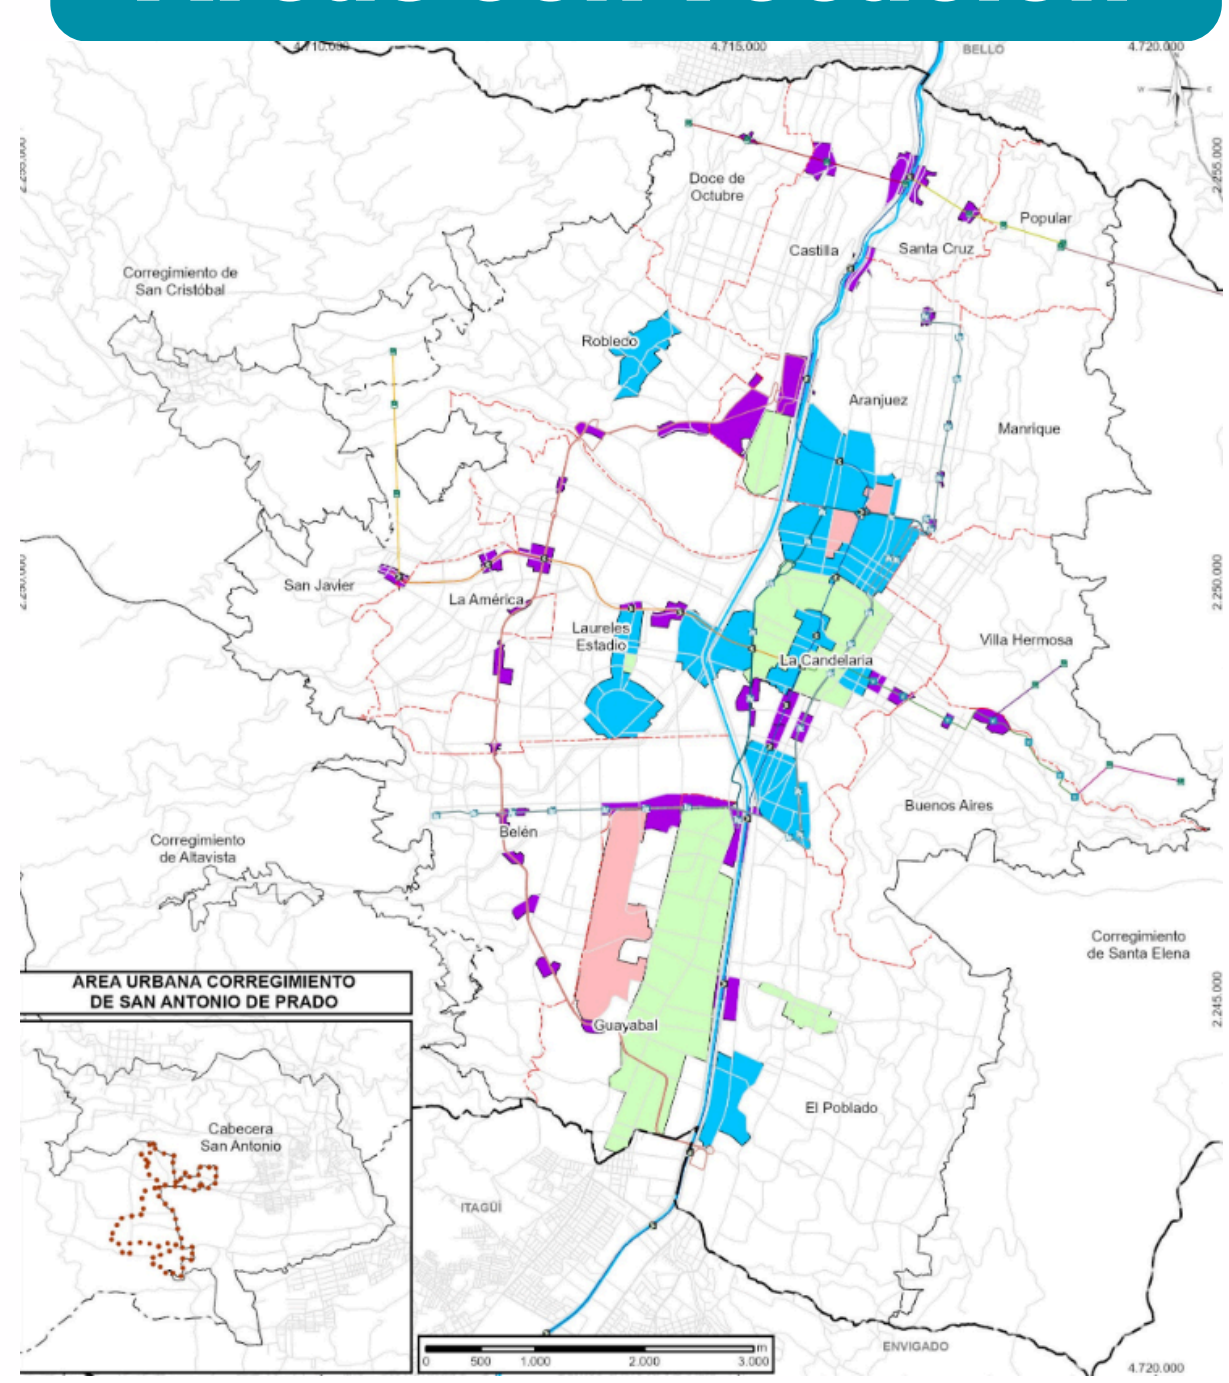 4.710.000
4.715.000
BELLO
4.720.000
W
E
2.255.000
Doce de
Octubre
Popular
Castilla
Santa Cruz
Corregimiento de
San Cristóbal
Robledo
Aranjuez
Manrique
2.250.000
2.250.000
San Javier
La América
Laureles
Estadio
Villa Hermosa
La Candelaria
Buenos Aires
Belén
Corregimiento
de Altavista
Corregimiento
de Santa Elena
AREA URBANA CORREGIMIENTO
DE SAN ANTONIO DE PRADO
2.245.000
Guayabal
El Poblado
Cabecera
San Antonio
ITAGÜÍ
ENVIGADO
m
0 500 1.000 2.000 3.000
4.720.000